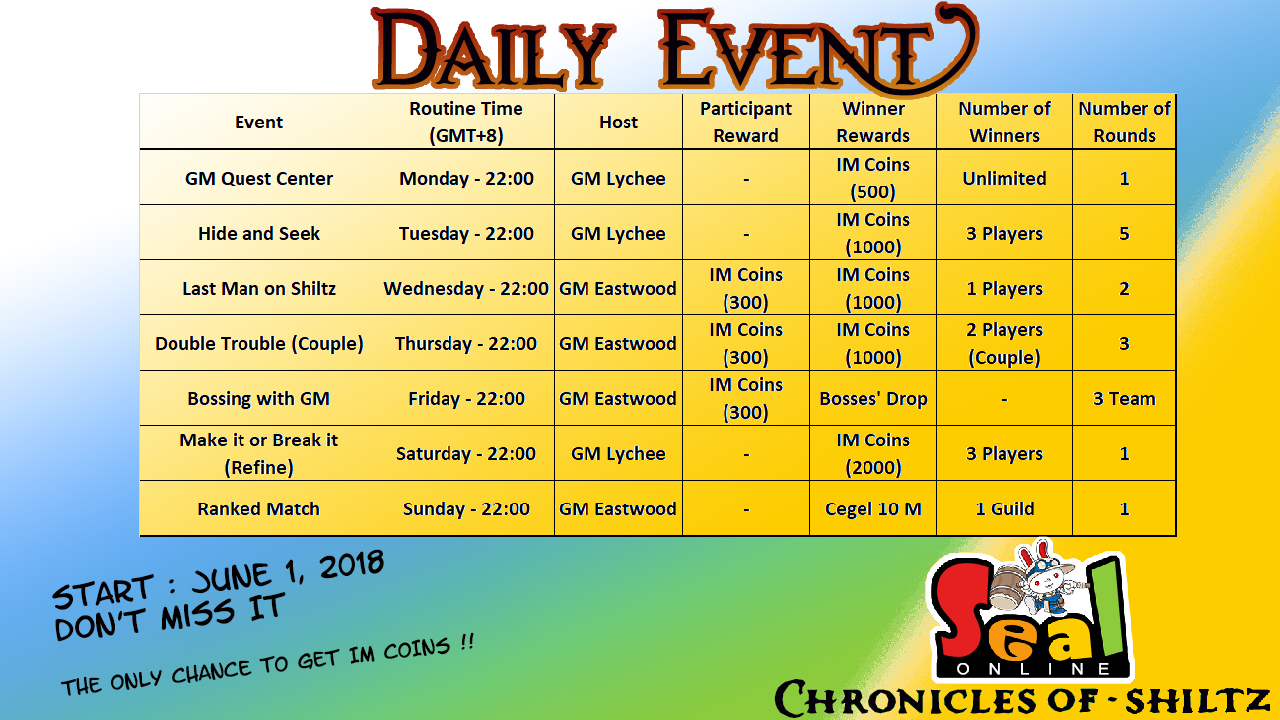 DAILY EVENT
Event
Routine Time
(GMT+8)
Host
Participant
Reward
Winner
Rewards
Number of
Winners
Number of
Rounds
GM Quest Center
Monday - 22:00
GM Lychee
-
IM Coins
(500)
Unlimited
1
Hide and Seek
Tuesday - 22:00
GM Lychee
-
IM Coins
(1000)
3 Players
5
Last Man on Shiltz
Wednesday - 22:00
GM Eastwood
IM Coins
(300)
IM Coins
(1000)
1 Players
2
Double Trouble (Couple)
Thursday - 22:00
GM Eastwood
IM Coins
(300)
IM Coins
(1000)
2 Players
(Couple)
3
Bossing with GM
Friday - 22:00
GM Eastwood
IM Coins
(300)
Bosses' Drop
-
3 Team
Make it or Break it
(Refine)
Saturday - 22:00
GM Lychee
-
IM Coins
(2000)
3 Players
1
Ranked Match
Sunday - 22:00
GM Eastwood
-
Cegel 10 M
1 Guild
1
START : JUNE 1, 2018
DON'T MISS IT
THE ONLY CHANCE TO GET IM COINS !!
Seal
ONLINE
CHRONICLES OF - SHILTZ